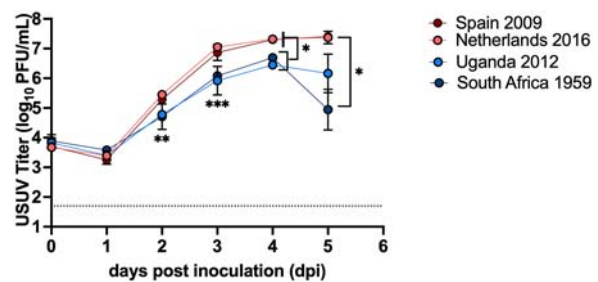 USUV Titer (log10 PFU/mL)
8
7
6
5
4
3
2
1
0 1 2 3 4 5 6
days post inoculation (dpi)
**
***
*
*
Spain 2009
Netherlands 2016
Uganda 2012
South Africa 1959